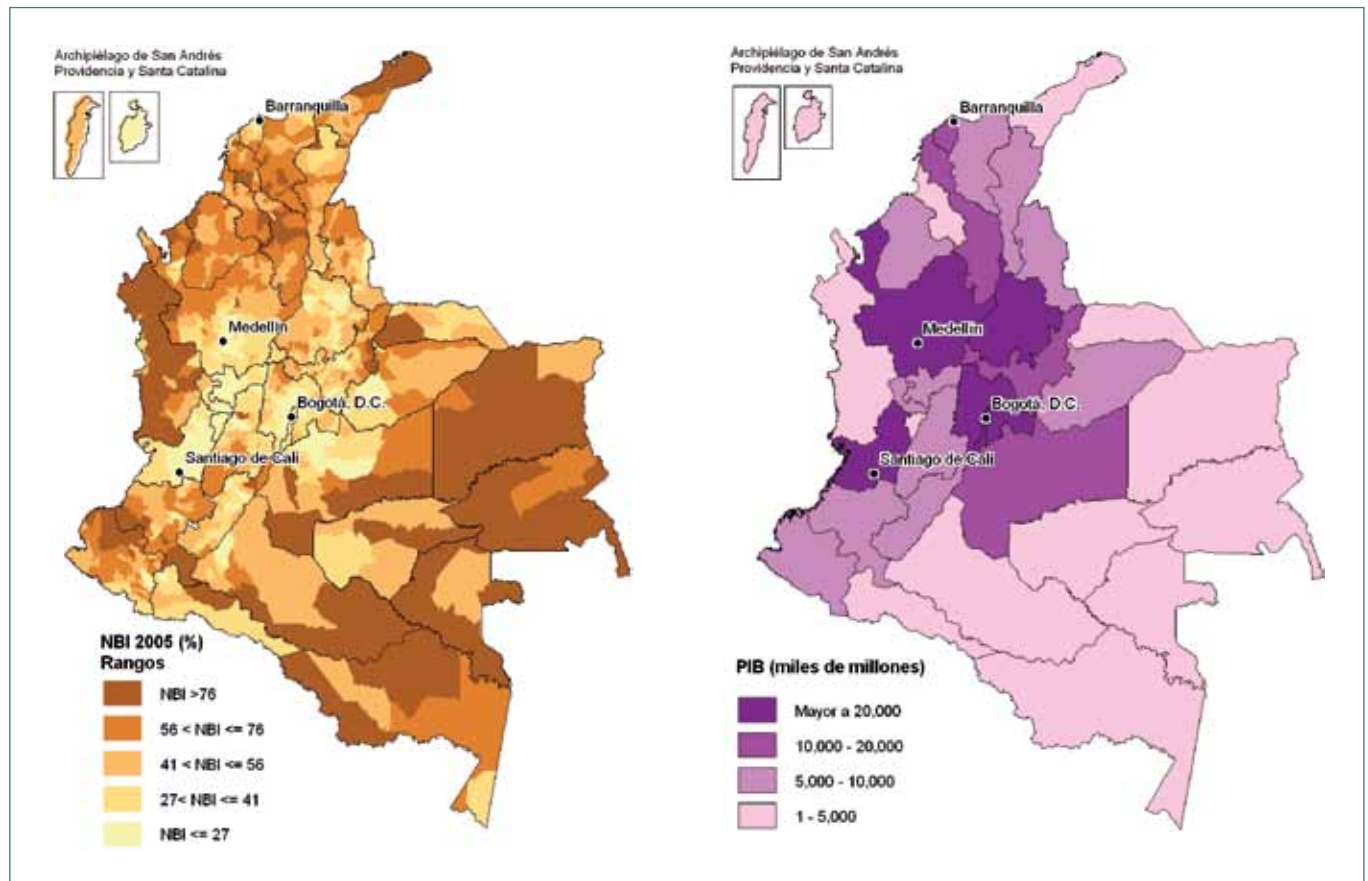 Archipiélago de San Andrés
Providencia y Santa Catalina
Barranquilla
Medellín
Bogotá, D.C.
Santiago de Cali
NBI 2005 (%)
Rangos
NBI >76
56 < NBI <= 76
41 < NBI <= 56
27< NBI <= 41
NBI <= 27
Archipiélago de San Andrés
Providencia y Santa Catalina
Barranquilla
Medellín
Bogotá, D.C.
Santiago de Cali
PIB (miles de millones)
Mayor a 20,000
10,000 - 20,000
5,000 - 10,000
1 - 5,000